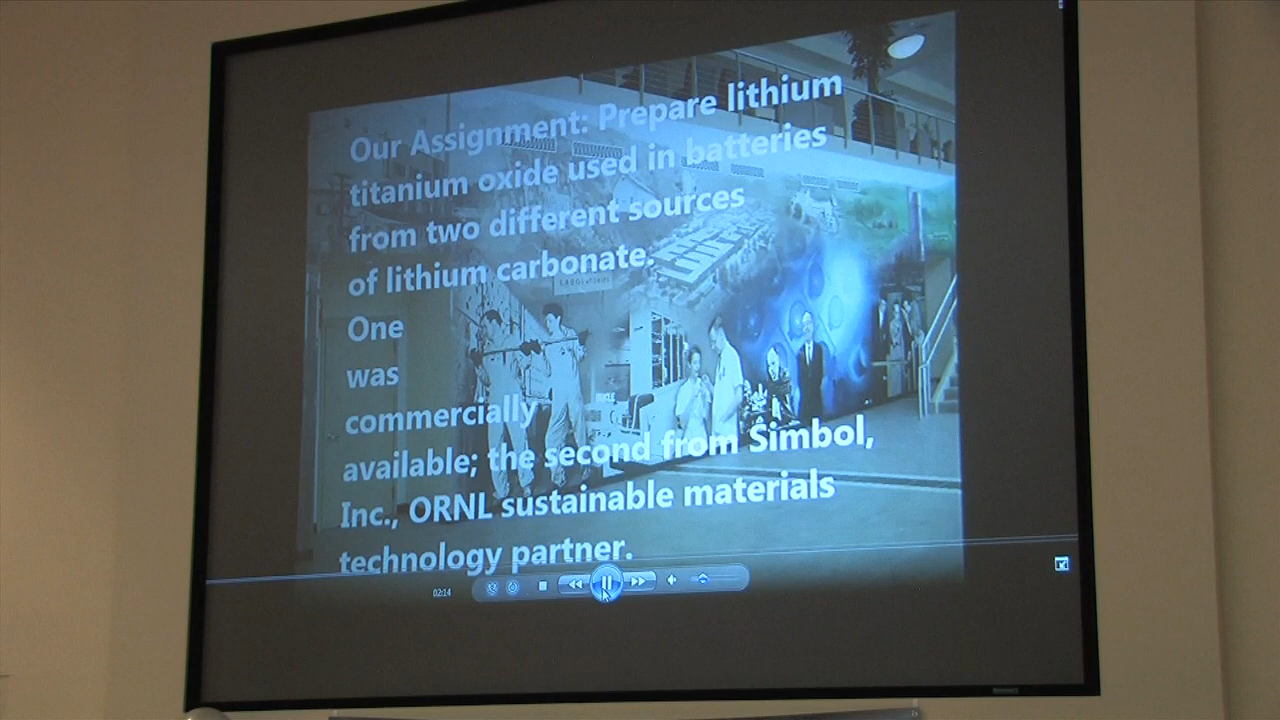 Our Assignment: Prepare lithium
titanium oxide used in batteries
from two different sources
of lithium carbonate.
One
was
commercially
available; the second from Simbol,
Inc., ORNL sustainable materials
technology partner.
02:14